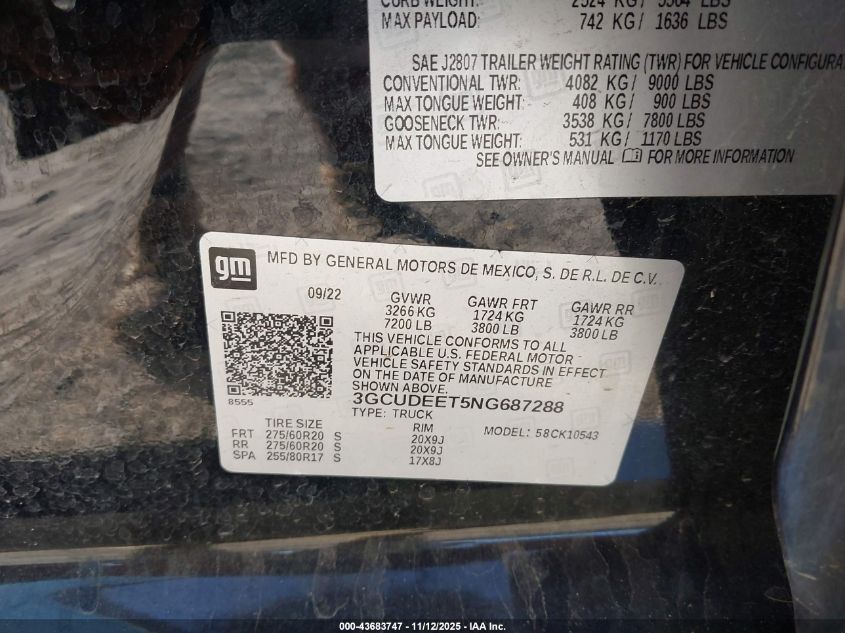 CURB WEIGHT: 2524 KG/ 5564 LBS
MAX PAYLOAD: 742 KG/ 1636 LBS
SAE J2807 TRAILER WEIGHT RATING (TWR) FOR VEHICLE CONFIGURA
CONVENTIONAL TWR: 4082 KG/ 9000 LBS
MAX TONGUE WEIGHT: 408 KG/ 900 LBS
GOOSENECK TWR: 3538 KG/ 7800 LBS
MAX TONGUE WEIGHT: 531 KG/ 1170 LBS
SEE OWNER'S MANUAL FOR MORE INFORMATION
gm MFD BY GENERAL MOTORS DE MEXICO, S. DE R.L. DE C.V.
09/22 GVWR GAWR FRT GAWR RR
3266 KG 1724 KG 1724 KG
7200 LB 3800 LB 3800 LB
THIS VEHICLE CONFORMS TO ALL
APPLICABLE U.S. FEDERAL MOTOR
VEHICLE SAFETY STANDARDS IN EFFECT
ON THE DATE OF MANUFACTURE
SHOWN ABOVE.
8555 3GCUDEET5NG687288
TYPE: TRUCK MODEL: 58CK10543
TIRE SIZE RIM
FRT 275/60R20 S 20X9J
RR 275/60R20 S 20X9J
SPA 255/80R17 S 17X8J
000-43683747 - 11/12/2025 - IAA Inc.